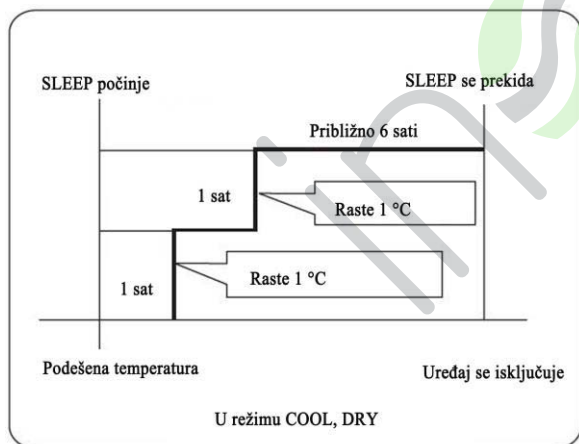 SLEEP počinje
SLEEP se prekida
Približno 6 sati
1 sat
Raste 1 °C
1 sat
Raste 1 °C
Podešena temperatura
Uređaj se isključuje
U režimu COOL, DRY
ins